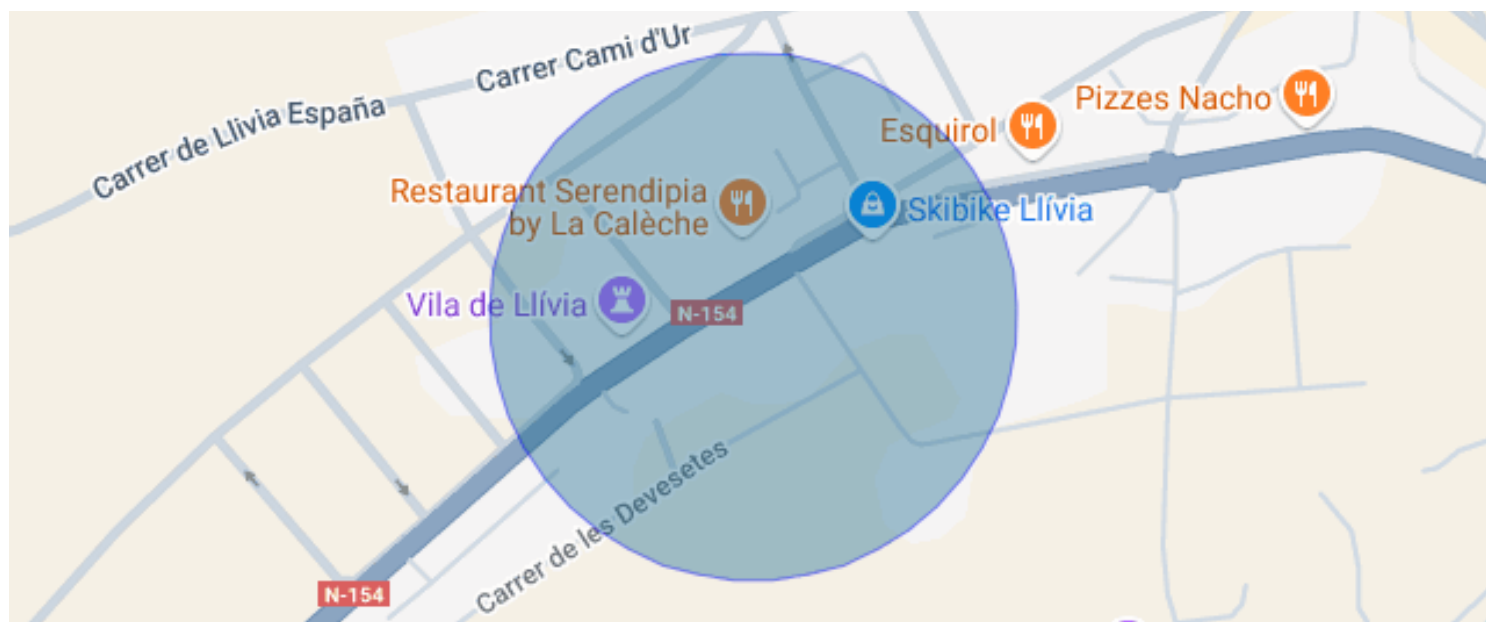 Carrer Cami d'Ur
Carrer de Llivia España
Pizzes Nacho
Esquirol
Restaurant Serendipia
by La Calèche
Skibike Llívia
Vila de Llívia
N-154
Carrer de les Devesetes
N-154